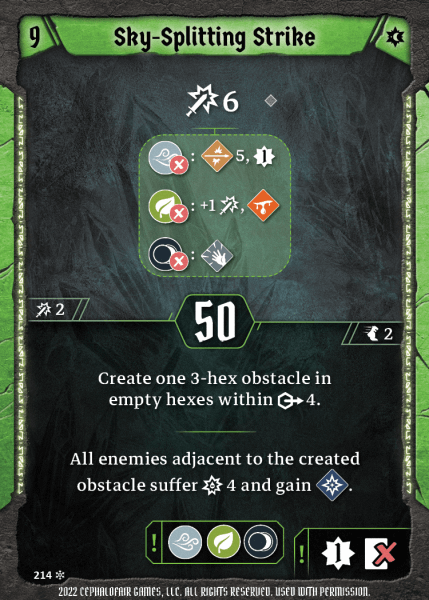 9
Sky-Splitting Strike
6
: 5, 1
: +1 ,
:
2
50
2
Create one 3-hex obstacle in
empty hexes within 4.
All enemies adjacent to the created
obstacle suffer 4 and gain .
! ! 1
214
2022 CEPHALOFAIR GAMES, LLC. ALL RIGHTS RESERVED. USED WITH PERMISSION.